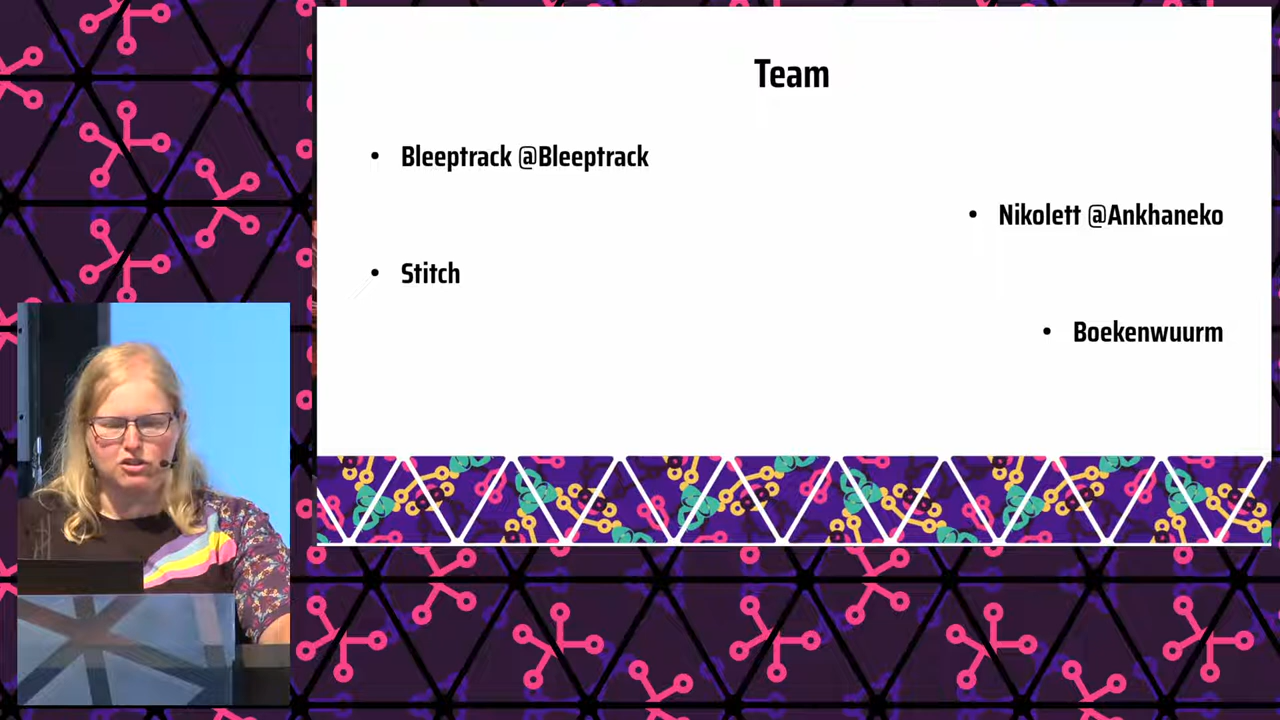 Team
• Bleeptrack @Bleeptrack
• Nikolett @Ankhaneko
• Stitch
• Boekenwuurm